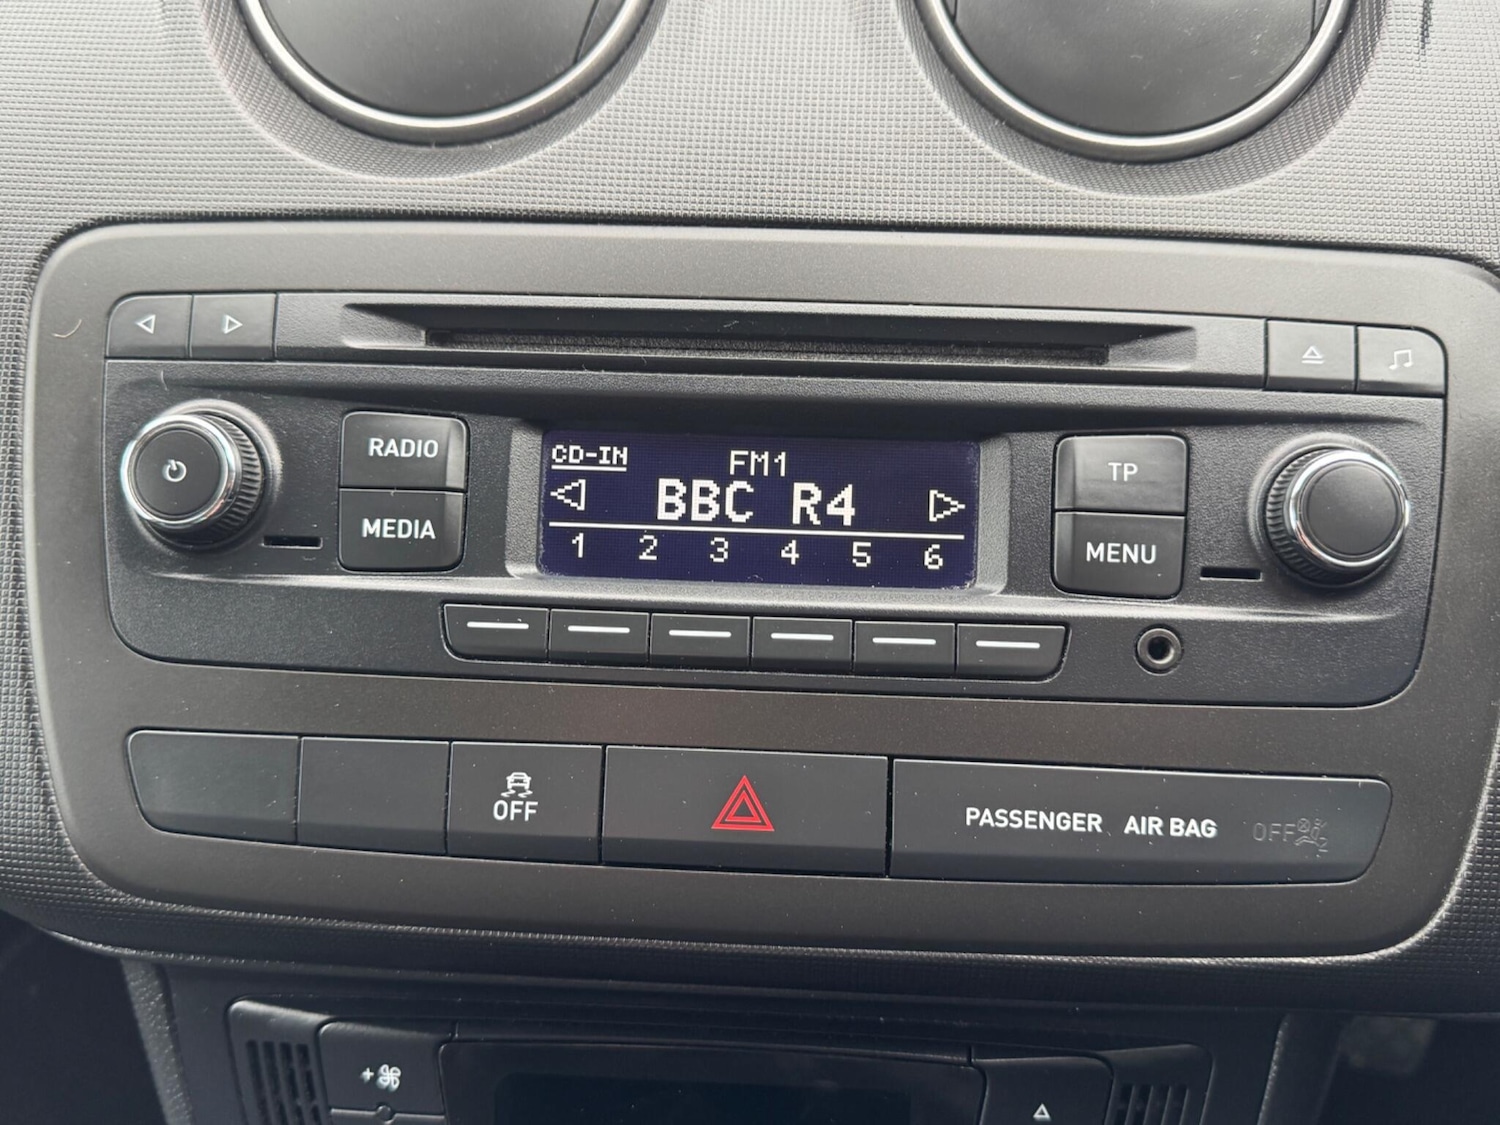 RADIO
MEDIA
CD-IN
FM1
BBC R4
1 2 3 4 5 6
TP
MENU
OFF
PASSENGER AIR BAG OFF
+